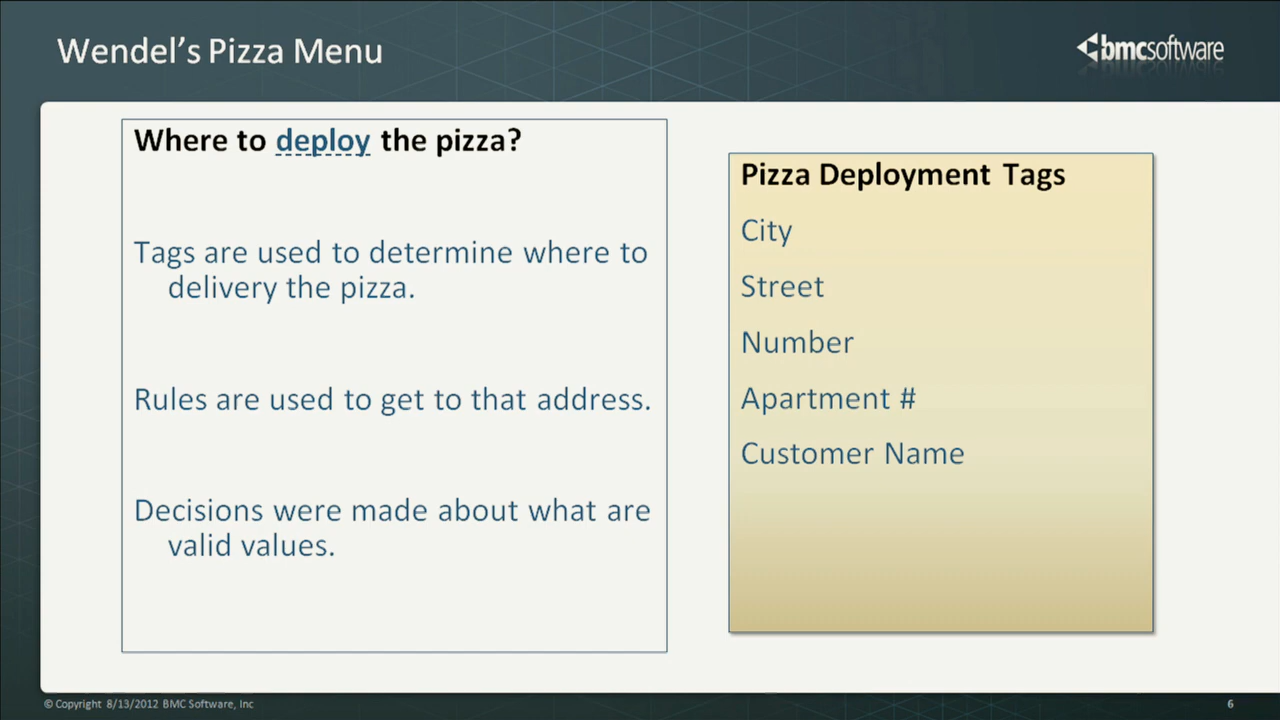 Wendel's Pizza Menu
bmcsoftware
Where to deploy the pizza?
Tags are used to determine where to
delivery the pizza.
Rules are used to get to that address.
Decisions were made about what are
valid values.
Pizza Deployment Tags
City
Street
Number
Apartment #
Customer Name
© Copyright 8/13/2012 BMC Software, Inc
6